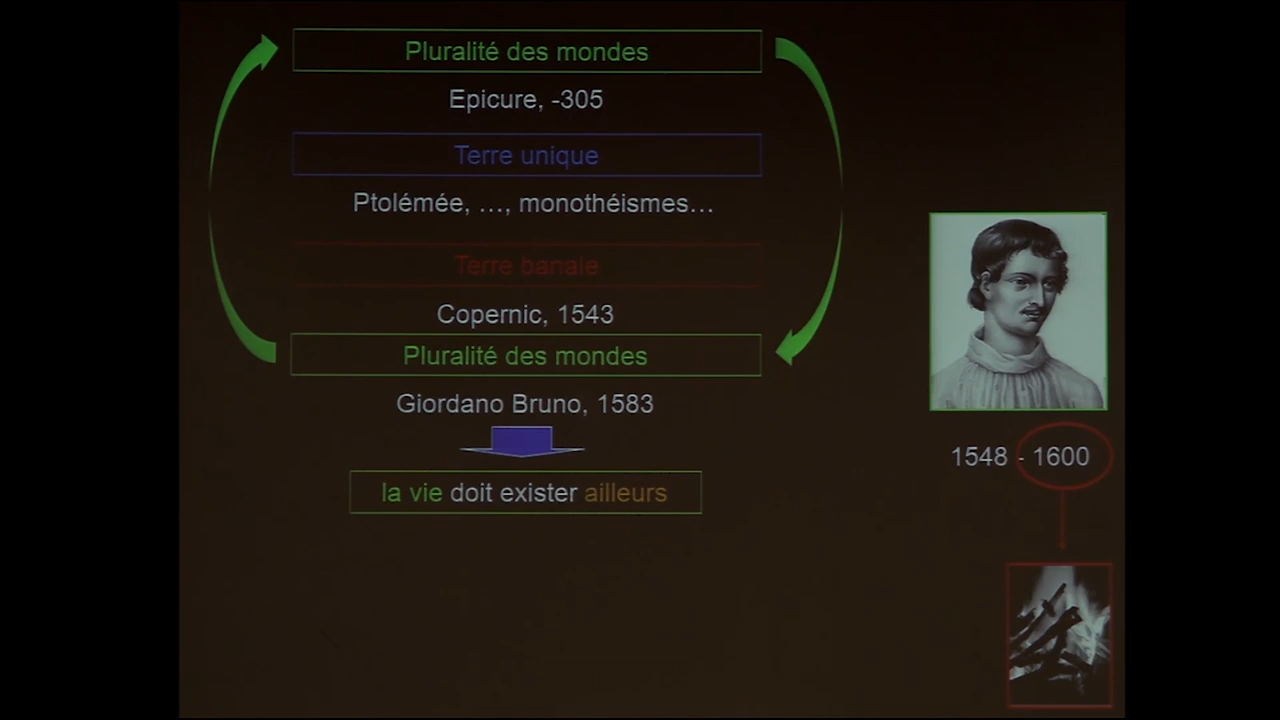 Pluralité des mondes
Epicure, -305
Terre unique
Ptolémée, …, monothéismes…
Terre banale
Copernic, 1543
Pluralité des mondes
Giordano Bruno, 1583
la vie doit exister ailleurs
1548 - 1600